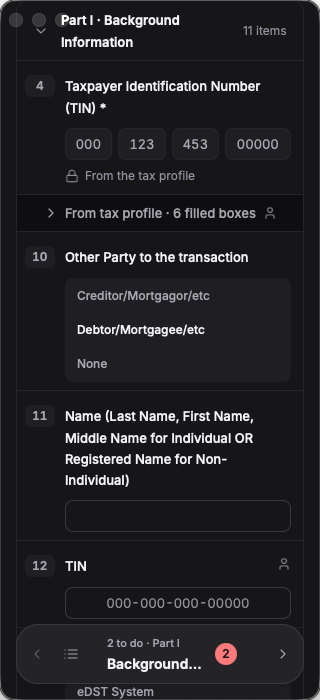 Part I · Background
Information
11 items
4
Taxpayer Identification Number
(TIN) *
000
123
453
00000
From the tax profile
From tax profile · 6 filled boxes
10
Other Party to the transaction
Creditor/Mortgagor/etc
Debtor/Mortgagee/etc
None
11
Name (Last Name, First Name,
Middle Name for Individual OR
Registered Name for Non-
Individual)
12
TIN
000-000-000-00000
2 to do · Part I
Background...
2
eDST System